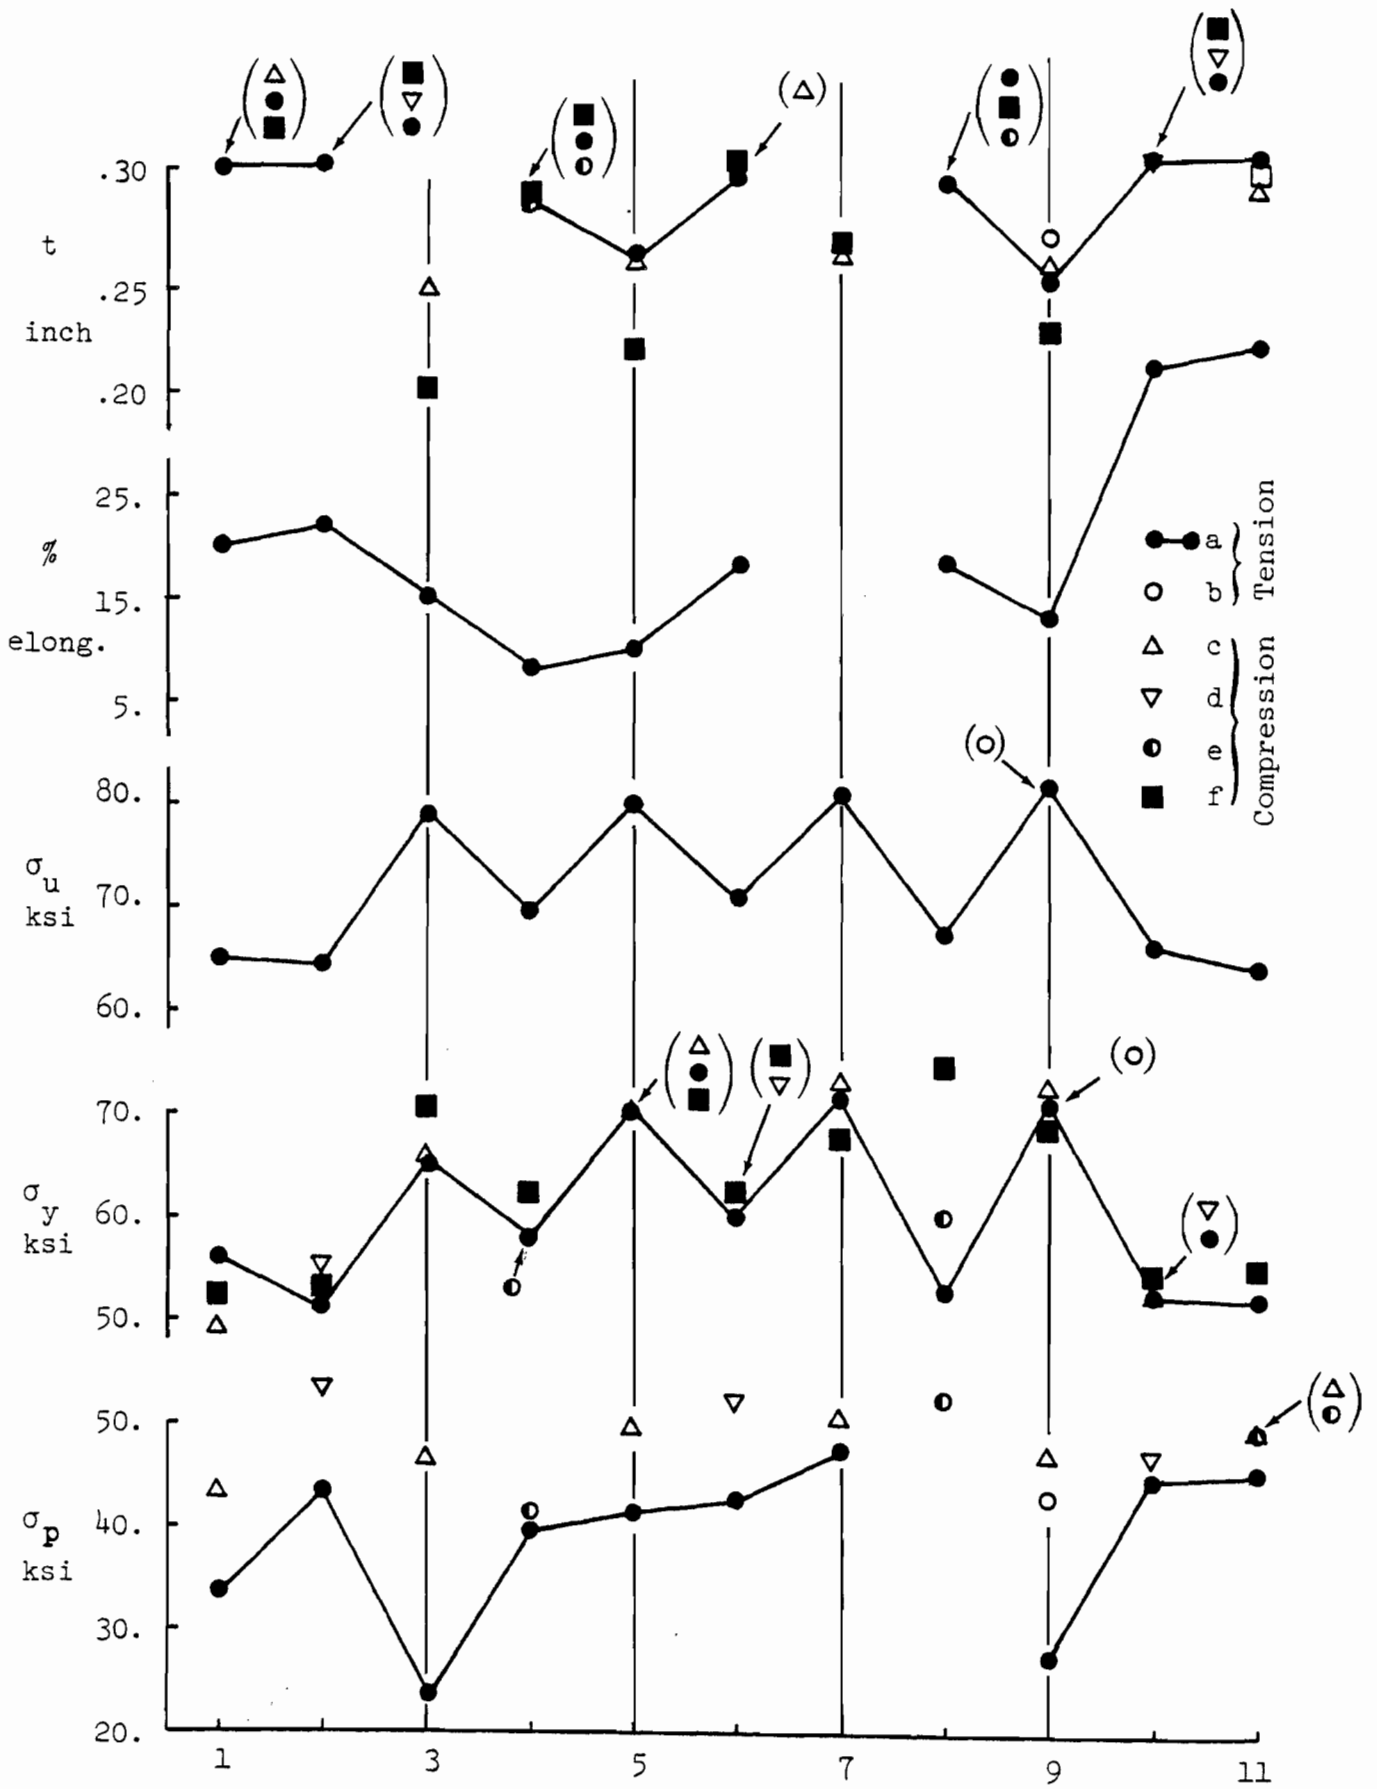 .30
t
.25
inch
.20
25.
%
15.
elong.
5.
a
b
Tension
c
d
e
f
Compression
80.
σu
70.
ksi
60.
70.
σy
60.
ksi
50.
50.
σp
40.
ksi
30.
20.
1 3 5 7 9 11